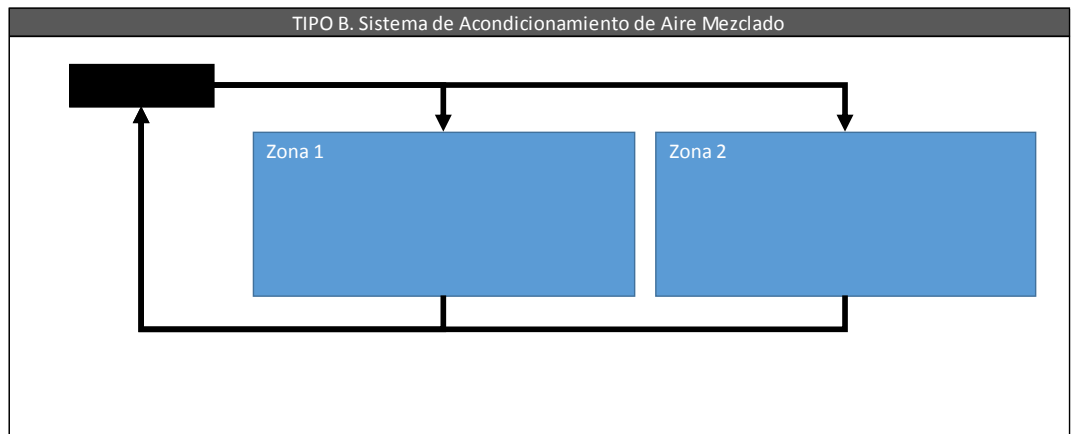 TIPO B. Sistema de Acondicionamiento de Aire Mezclado
Zona 1
Zona 2